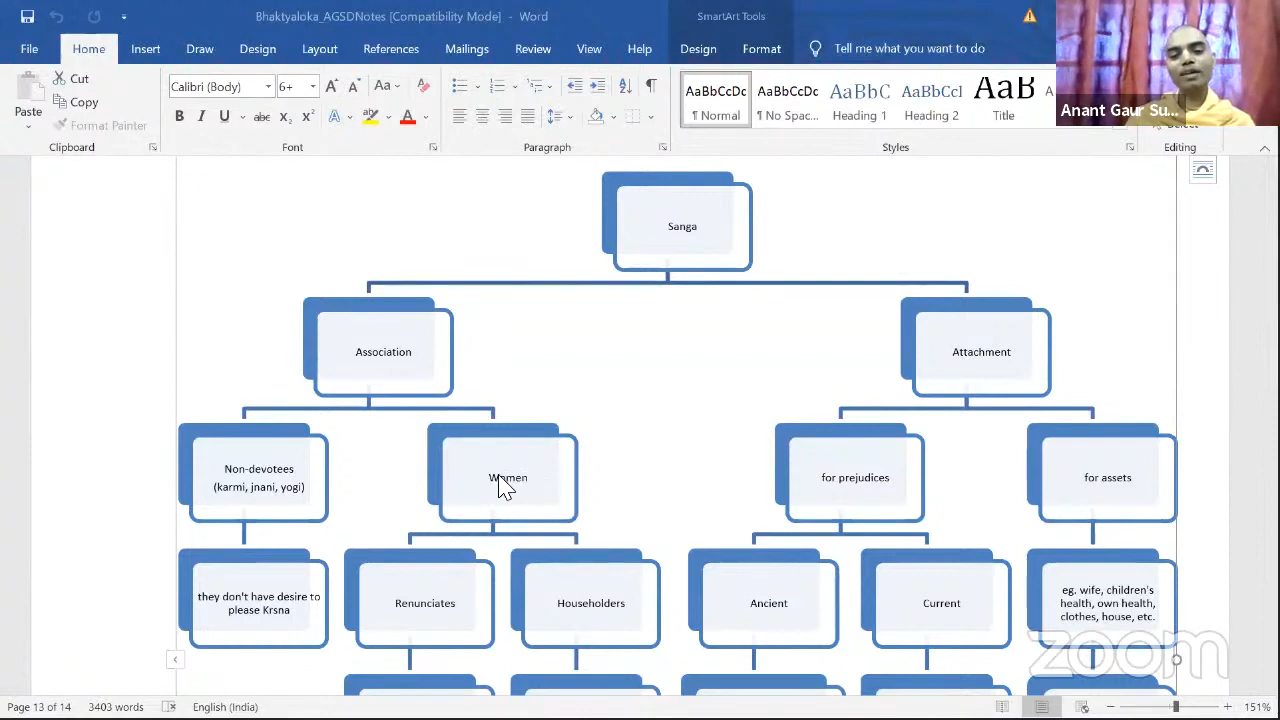 Bhaktyaloka_AGSDNotes [Compatibility Mode] - Word
SmartArt Tools
File Home Insert Draw Design Layout References Mailings Review View Help Design Format Tell me what you want to do
Anant Gaur Su...
Paste
Cut
Copy
Format Painter
Clipboard
Calibri (Body) 6+
Aa
B I U abc X₂ X²
A A
Font
Paragraph
AaBbCcDc AaBbCcDc AaBbC AaBbCcl AaB
¶ Normal ¶ No Spac... Heading 1 Heading 2 Title
Styles
Editing
Sanga
Association
Attachment
Non-devotees
(karmi, jnani, yogi)
Women
for prejudices
for assets
they don't have desire to
please Krsna
Renunciates
Householders
Ancient
Current
eg. wife, children's
health, own health,
clothes, house, etc.
zoom
Page 13 of 14 3403 words English (India) 151%